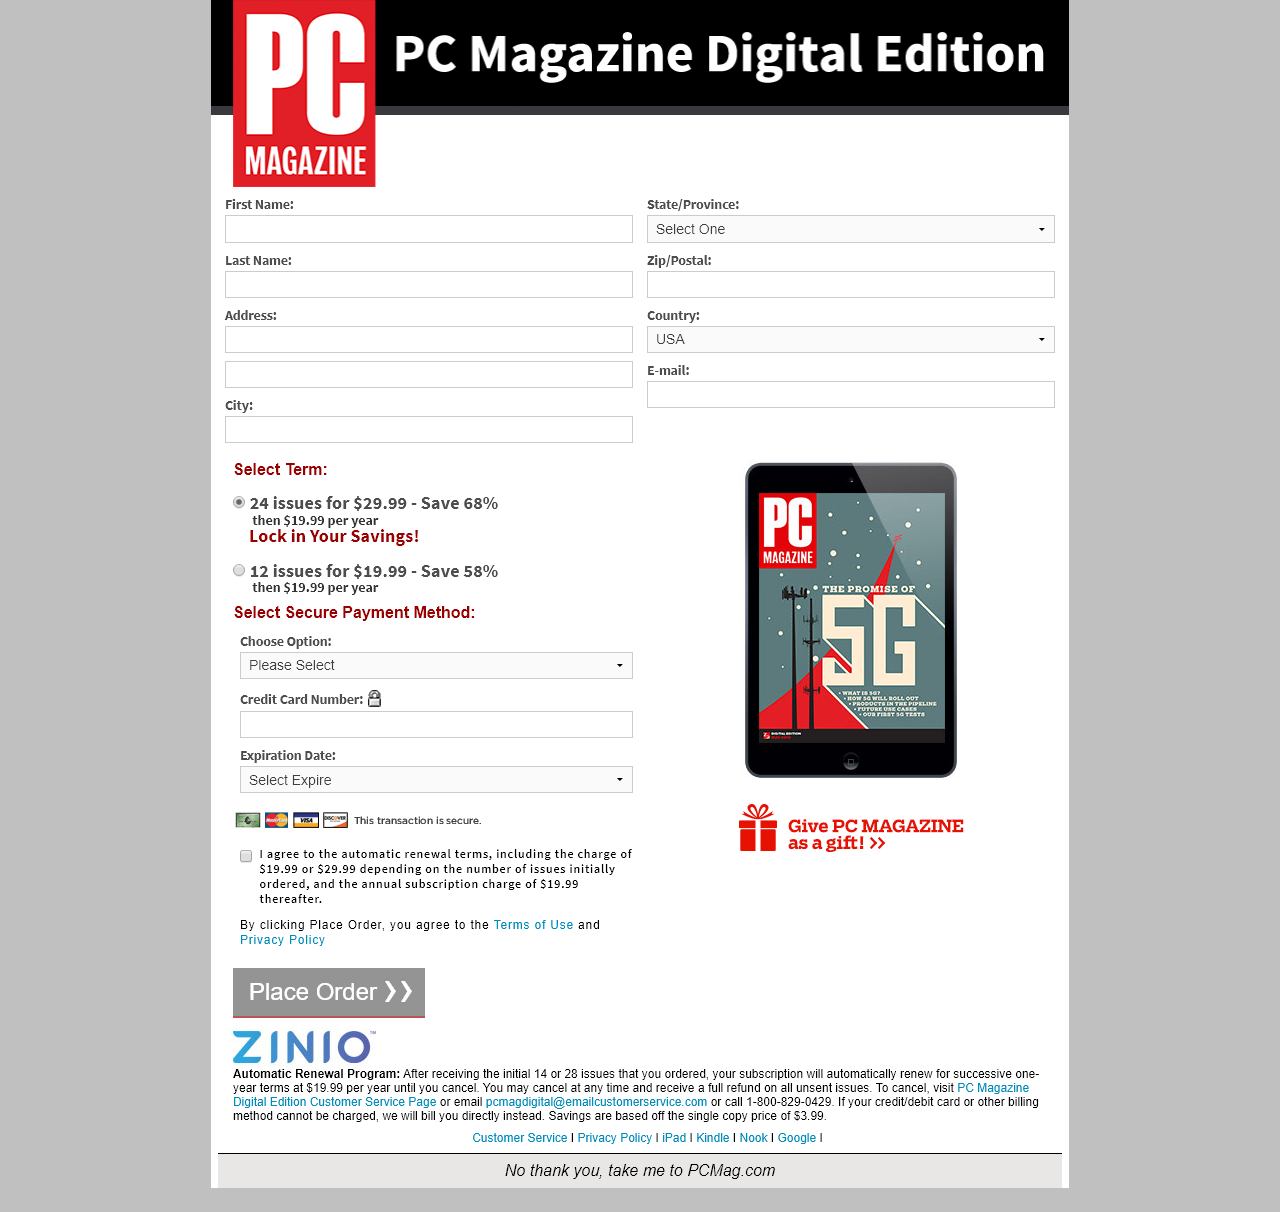 PC
MAGAZINE
PC Magazine Digital Edition
First Name:
Last Name:
Address:
City:
State/Province:
Select One
Zip/Postal:
Country:
USA
E-mail:
Select Term:
24 issues for $29.99 - Save 68%
then $19.99 per year
Lock in Your Savings!
12 issues for $19.99 - Save 58%
then $19.99 per year
Select Secure Payment Method:
Choose Option:
Please Select
Credit Card Number:
Expiration Date:
Select Expire
MasterCard VISA DISCOVER This transaction is secure.
I agree to the automatic renewal terms, including the charge of
$19.99 or $29.99 depending on the number of issues initially
ordered, and the annual subscription charge of $19.99
thereafter.
By clicking Place Order, you agree to the Terms of Use and
Privacy Policy
Place Order ❯❯
PC
MAGAZINE
THE PROMISE OF
5G
• WHAT IS 5G?
• HOW 5G WILL ROLL OUT
• PRODUCTS IN THE PIPELINE
• FUTURE USE CASES
• OUR FIRST 5G TESTS
DIGITAL EDITION
Give PC MAGAZINE
as a gift! >>
ZINIO™
Automatic Renewal Program: After receiving the initial 14 or 28 issues that you ordered, your subscription will automatically renew for successive one-
year terms at $19.99 per year until you cancel. You may cancel at any time and receive a full refund on all unsent issues. To cancel, visit PC Magazine
Digital Edition Customer Service Page or email pcmagdigital@emailcustomerservice.com or call 1-800-829-0429. If your credit/debit card or other billing
method cannot be charged, we will bill you directly instead. Savings are based off the single copy price of $3.99.
Customer Service | Privacy Policy | iPad | Kindle | Nook | Google |
No thank you, take me to PCMag.com